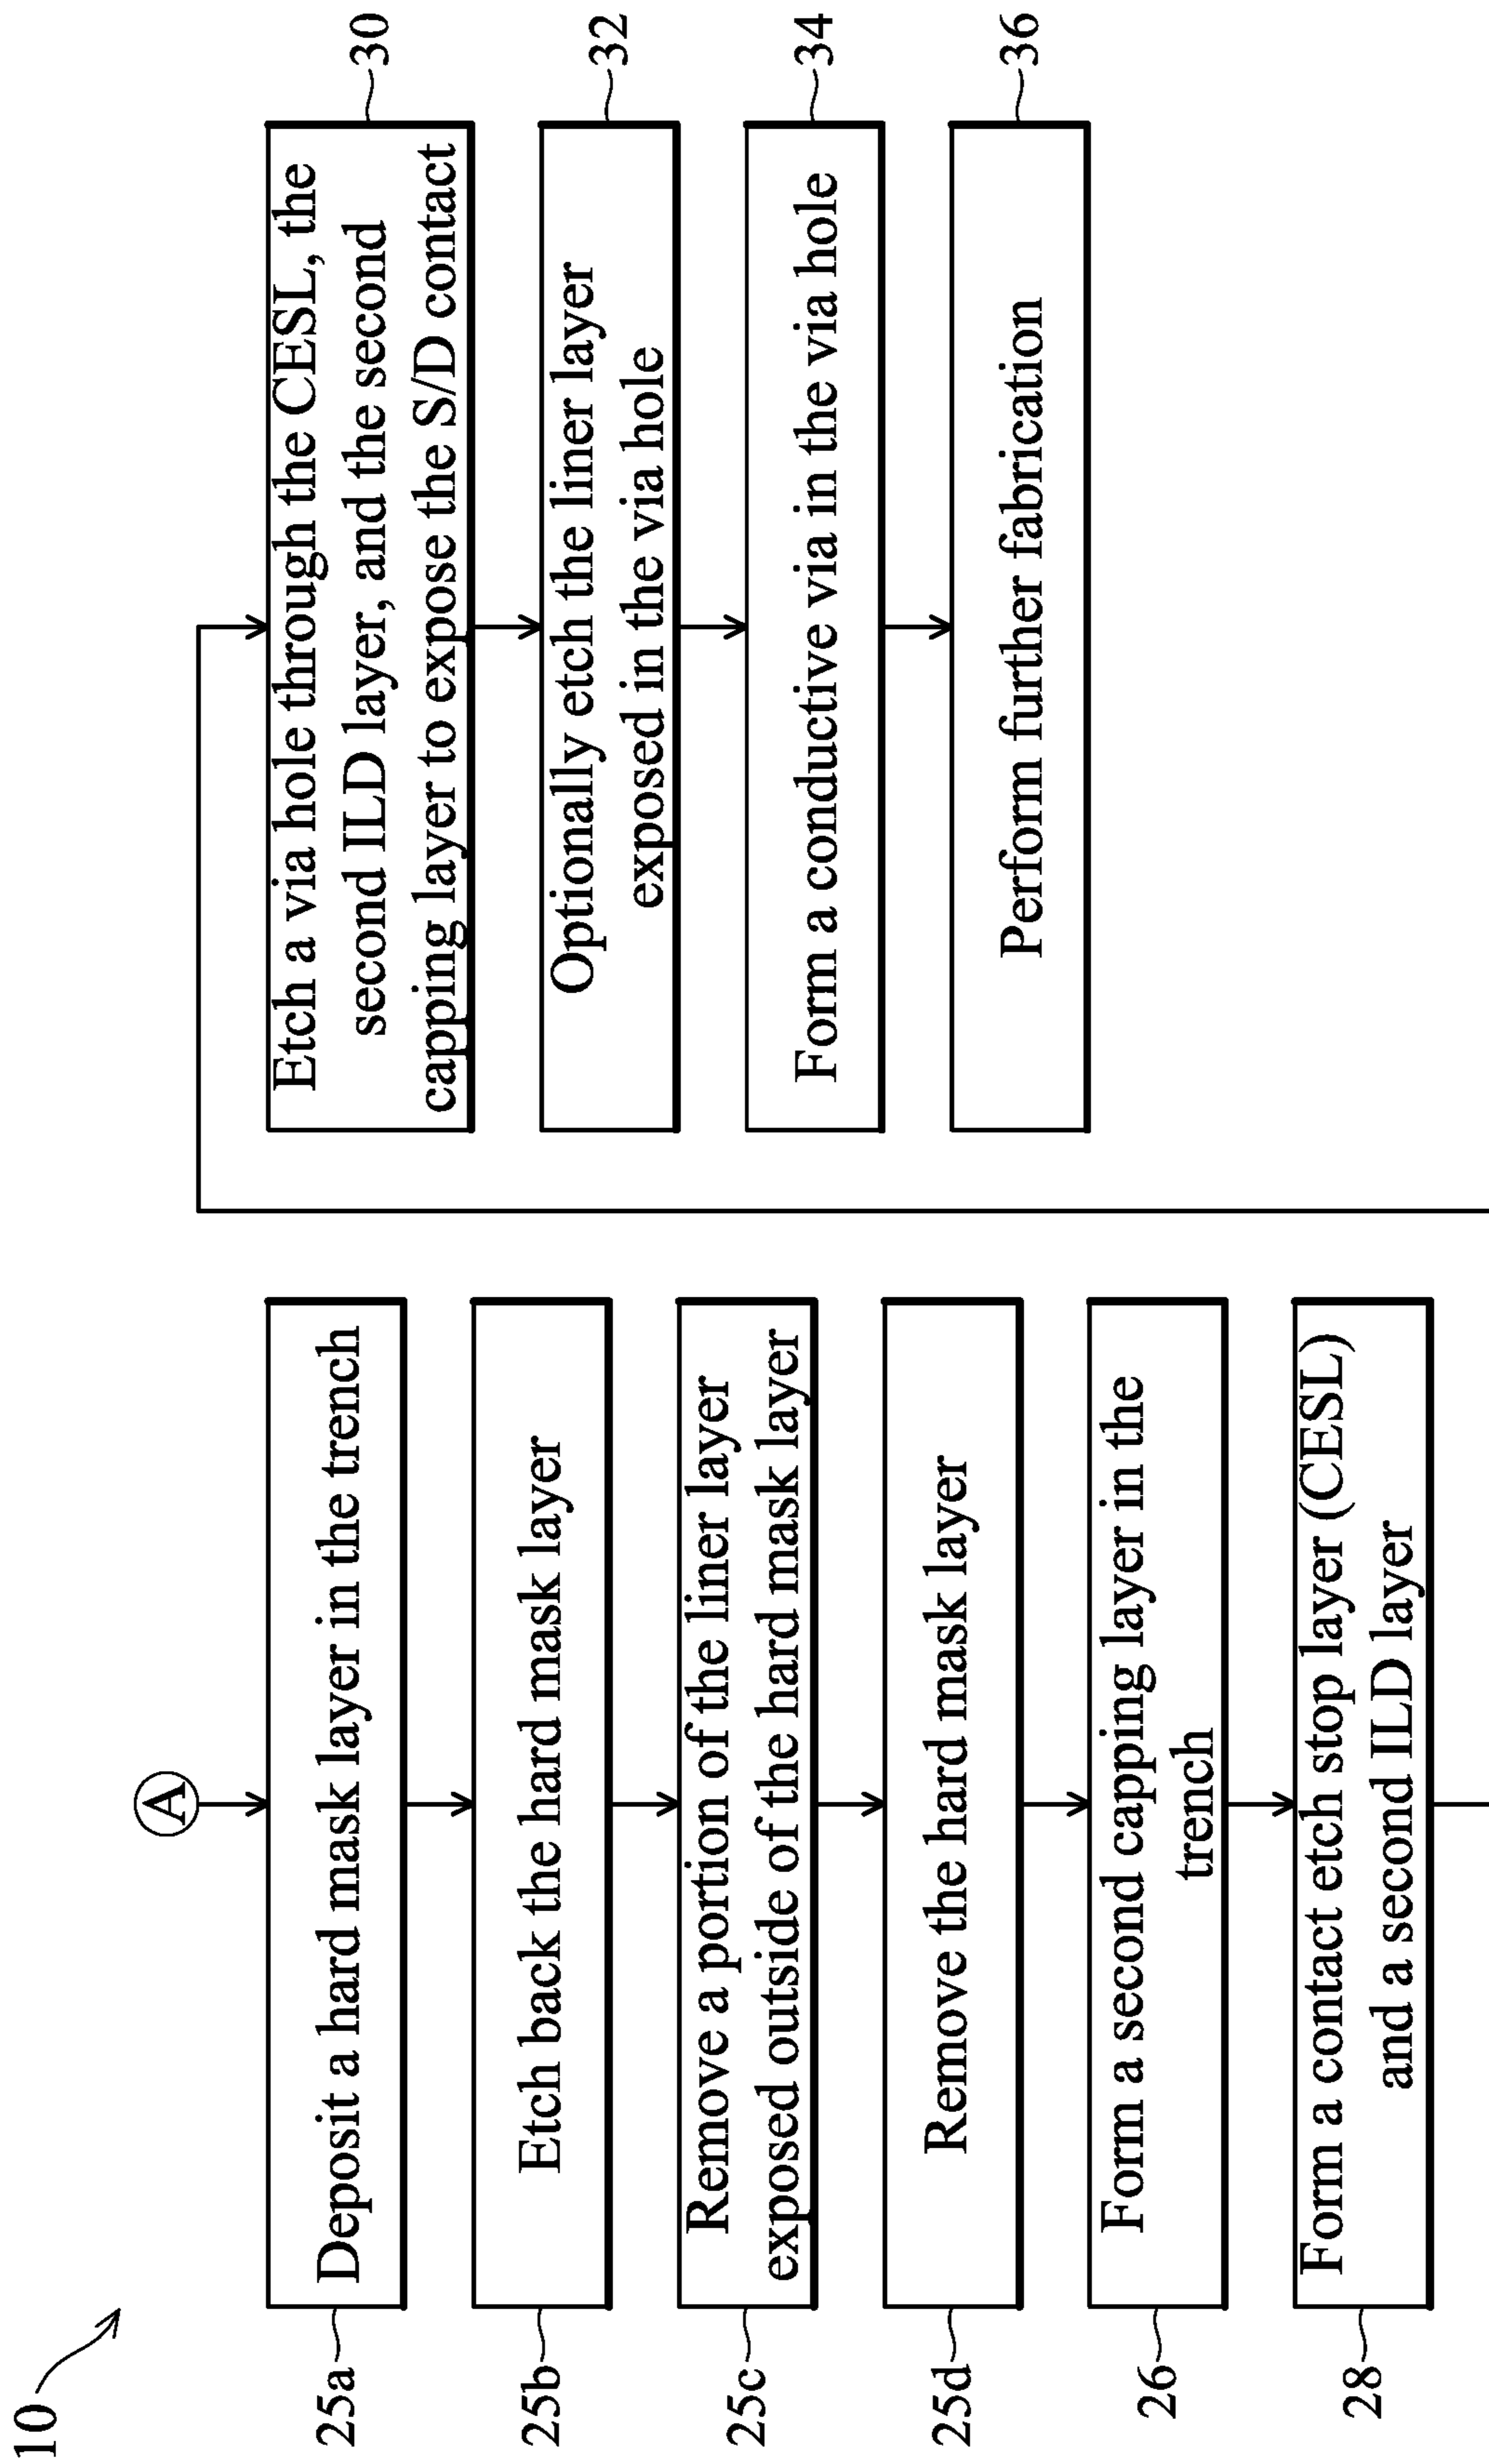 10
A
25a
Deposit a hard mask layer in the trench
25b
Etch back the hard mask layer
25c
Remove a portion of the liner layer
exposed outside of the hard mask layer
25d
Remove the hard mask layer
26
Form a second capping layer in the
trench
28
Form a contact etch stop layer (CESL)
and a second ILD layer
Etch a via hole through the CESL, the
second ILD layer, and the second
capping layer to expose the S/D contact
30
Optionally etch the liner layer
exposed in the via hole
32
Form a conductive via in the via hole
34
Perform further fabrication
36